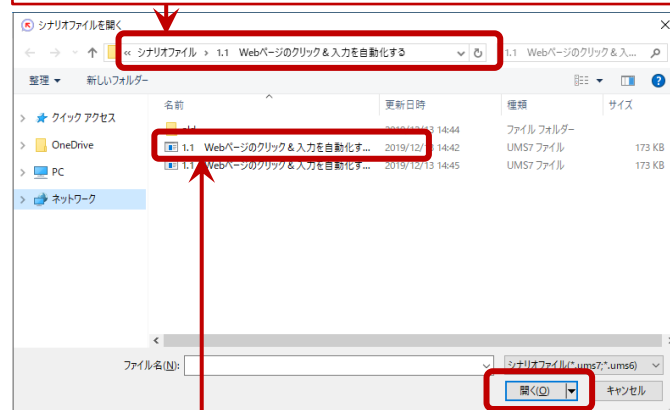 シナリオファイルを開く
« シナリオファイル › 1.1 Webページのクリック＆入力を自動化する
1.1 Webページのクリック＆入...
整理 新しいフォルダー
名前 更新日時 種類 サイズ
クイック アクセス
OneDrive
PC
ネットワーク
old 2019/12/13 14:44 ファイル フォルダー
1.1 Webページのクリック＆入力を自動化す... 2019/12/13 14:42 UMS7 ファイル 173 KB
1.1 Webページのクリック＆入力を自動化す... 2019/12/13 14:45 UMS7 ファイル 173 KB
ファイル名(N): シナリオファイル(*.ums7;*.ums6)
開く(O) キャンセル